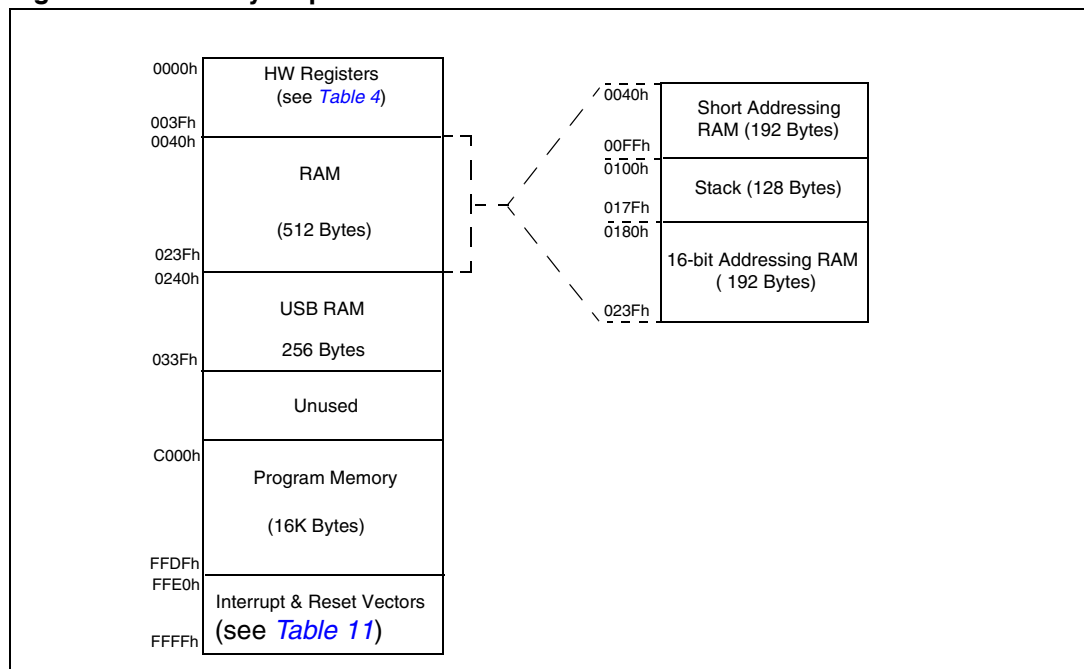 0000h
HW Registers
(see Table 4)
003Fh
0040h
RAM
(512 Bytes)
023Fh
0240h
USB RAM
256 Bytes
033Fh
Unused
C000h
Program Memory
(16K Bytes)
FFDFh
FFE0h
Interrupt & Reset Vectors
(see Table 11)
FFFFh
0040h
Short Addressing
RAM (192 Bytes)
00FFh
0100h
Stack (128 Bytes)
017Fh
0180h
16-bit Addressing RAM
( 192 Bytes)
023Fh